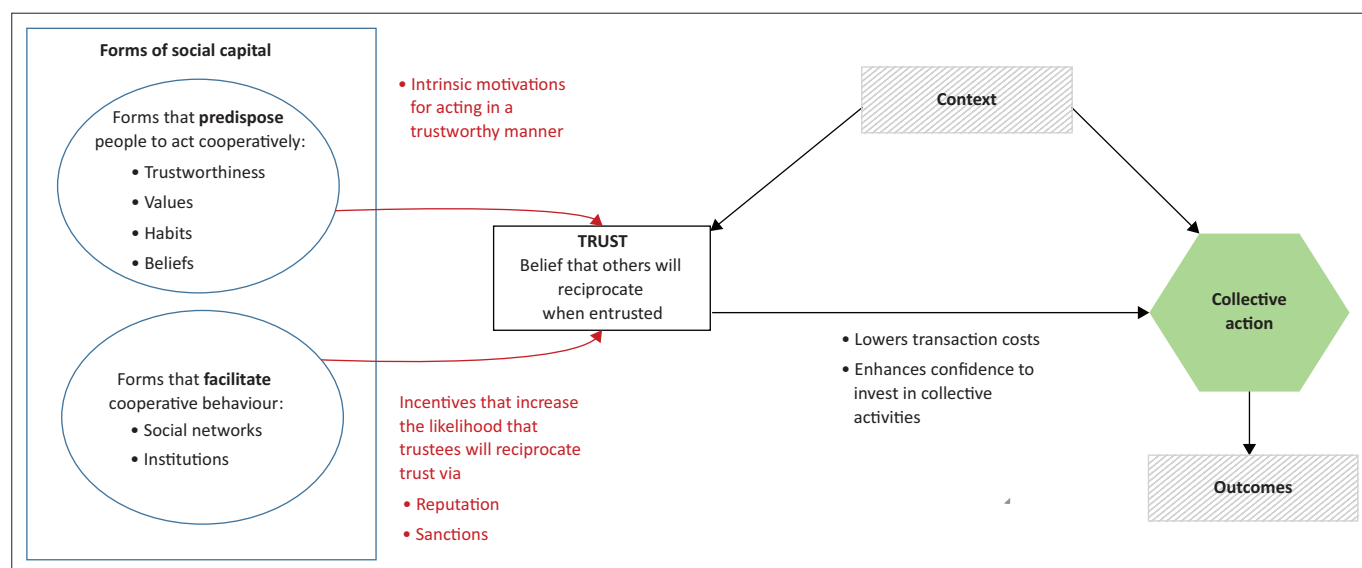 Forms of social capital
Forms that predispose
people to act cooperatively:
• Trustworthiness
• Values
• Habits
• Beliefs
Forms that facilitate
cooperative behaviour:
• Social networks
• Institutions
• Intrinsic motivations
for acting in a
trustworthy manner
Incentives that increase
the likelihood that
trustees will reciprocate
trust via
• Reputation
• Sanctions
TRUST
Belief that others will
reciprocate
when entrusted
Context
• Lowers transaction costs
• Enhances confidence to
invest in collective
activities
Collective
action
Outcomes